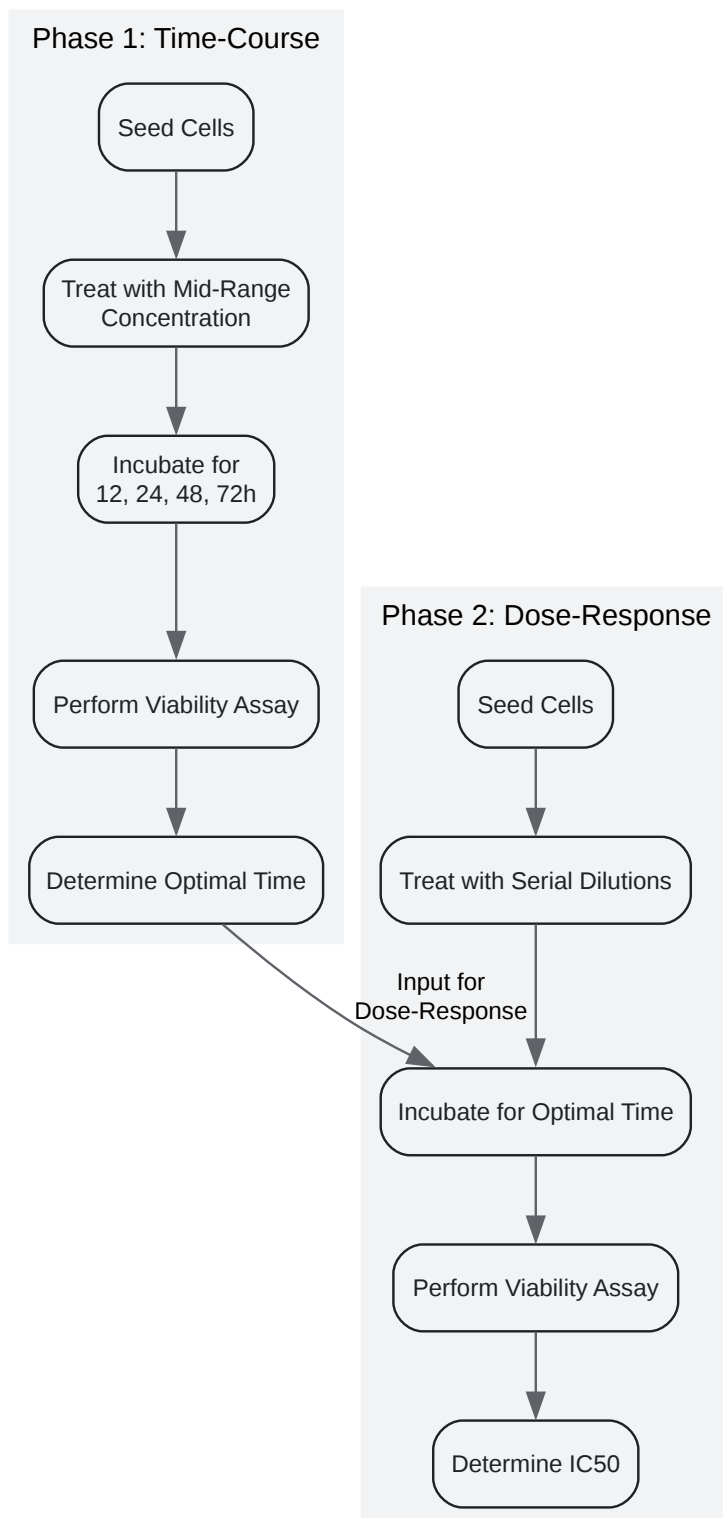 Phase 1: Time-Course
Seed Cells
Treat with Mid-Range
Concentration
Incubate for
12, 24, 48, 72h
Perform Viability Assay
Determine Optimal Time
Phase 2: Dose-Response
Seed Cells
Treat with Serial Dilutions
Input for
Dose-Response
Incubate for Optimal Time
Perform Viability Assay
Determine IC50